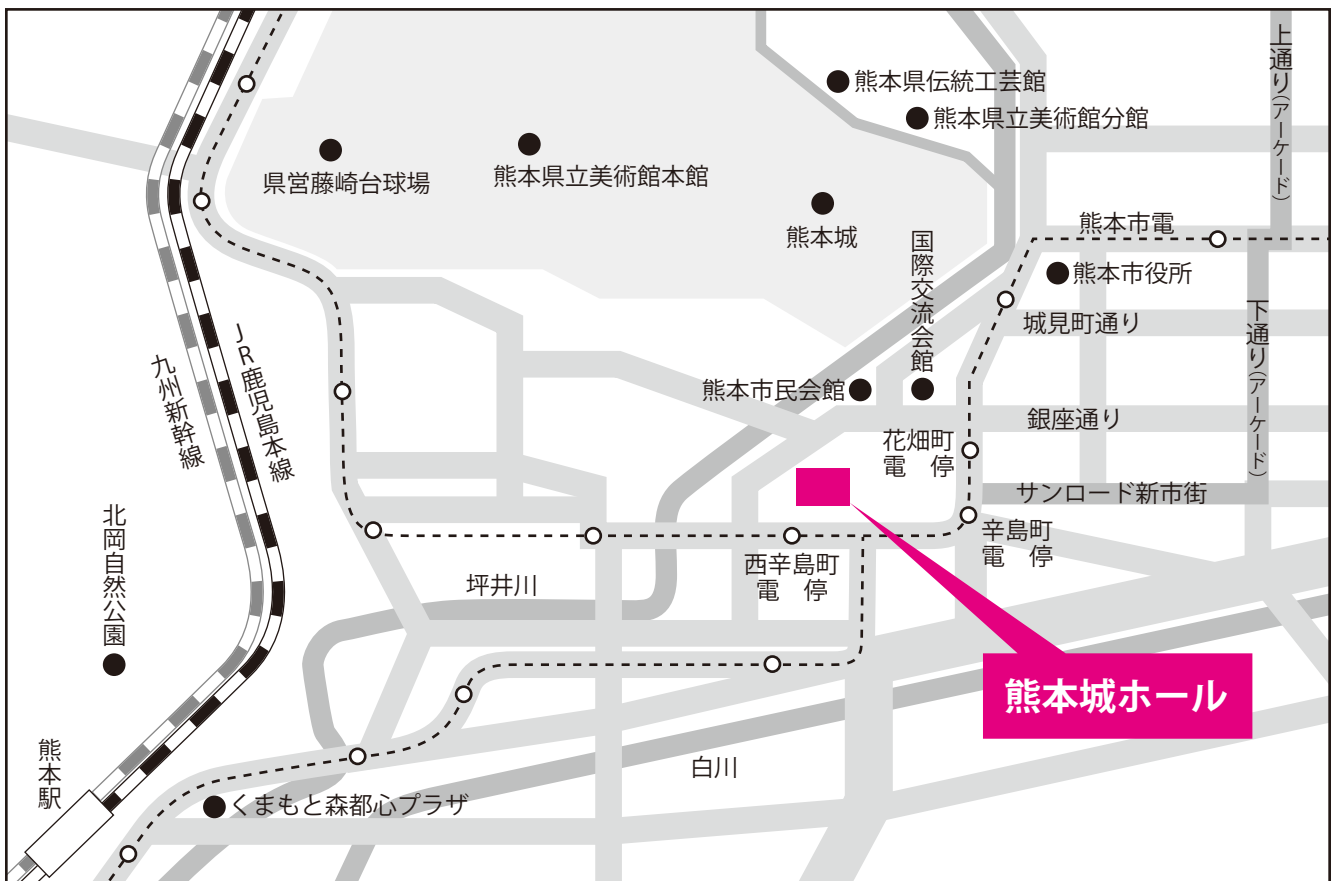 上通り(アーケード)
熊本県伝統工芸館
熊本県立美術館分館
県営藤崎台球場
熊本県立美術館本館
熊本城
国際交流会館
熊本市電
熊本市役所
城見町通り
下通り(アーケード)
JR鹿児島本線
九州新幹線
熊本市民会館
銀座通り
花畑町
電　停
サンロード新市街
北岡自然公園
坪井川
西辛島町
電　停
辛島町
電　停
熊本城ホール
熊本駅
白川
くまもと森都心プラザ